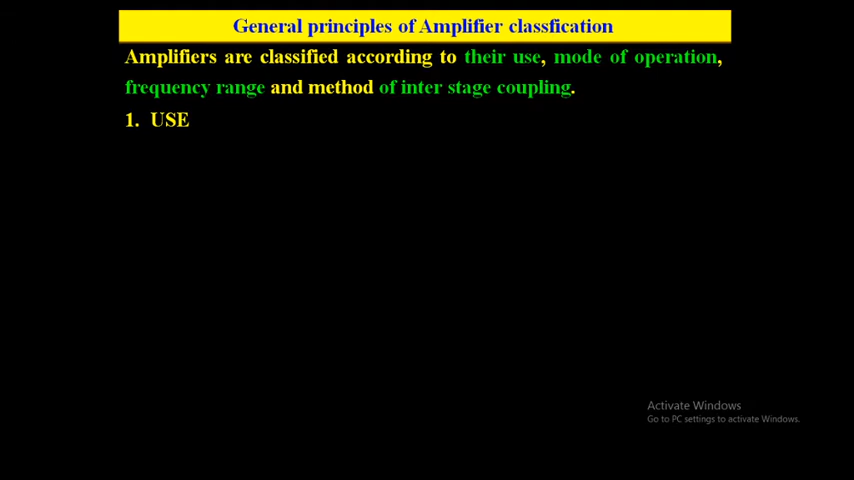 General principles of Amplifier classfication
Amplifiers are classified according to their use, mode of operation,
frequency range and method of inter stage coupling.
1. USE
Activate Windows
Go to PC settings to activate Windows.